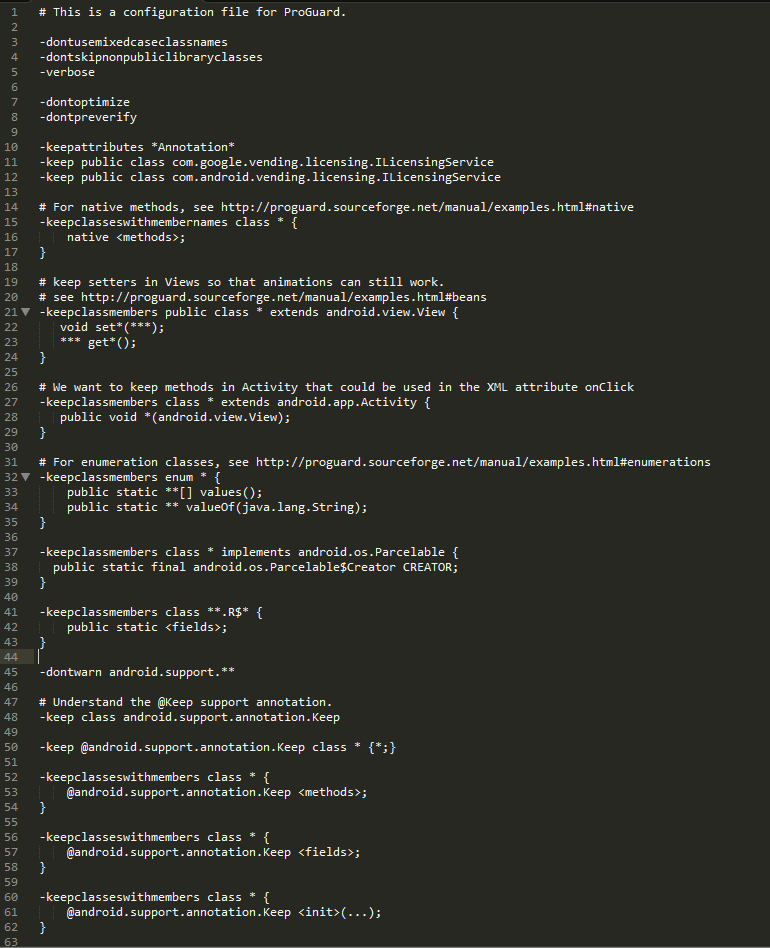 1 # This is a configuration file for ProGuard.
2
3 -dontusemixedcaseclassnames
4 -dontskipnonpubliclibraryclasses
5 -verbose
6
7 -dontoptimize
8 -dontpreverify
9
10 -keepattributes *Annotation*
11 -keep public class com.google.vending.licensing.ILicensingService
12 -keep public class com.android.vending.licensing.ILicensingService
13
14 # For native methods, see http://proguard.sourceforge.net/manual/examples.html#native
15 -keepclasseswithmembernames class * {
16     native <methods>;
17 }
18
19 # keep setters in Views so that animations can still work.
20 # see http://proguard.sourceforge.net/manual/examples.html#beans
21 -keepclassmembers public class * extends android.view.View {
22    void set*(***);
23    *** get*();
24 }
25
26 # We want to keep methods in Activity that could be used in the XML attribute onClick
27 -keepclassmembers class * extends android.app.Activity {
28    public void *(android.view.View);
29 }
30
31 # For enumeration classes, see http://proguard.sourceforge.net/manual/examples.html#enumerations
32 -keepclassmembers enum * {
33     public static **[] values();
34     public static ** valueOf(java.lang.String);
35 }
36
37 -keepclassmembers class * implements android.os.Parcelable {
38   public static final android.os.Parcelable$Creator CREATOR;
39 }
40
41 -keepclassmembers class **.R$* {
42     public static <fields>;
43 }
44
45 -dontwarn android.support.**
46
47 # Understand the @Keep support annotation.
48 -keep class android.support.annotation.Keep
49
50 -keep @android.support.annotation.Keep class * {*;}
51
52 -keepclasseswithmembers class * {
53     @android.support.annotation.Keep <methods>;
54 }
55
56 -keepclasseswithmembers class * {
57     @android.support.annotation.Keep <fields>;
58 }
59
60 -keepclasseswithmembers class * {
61     @android.support.annotation.Keep <init>(...);
62 }
63